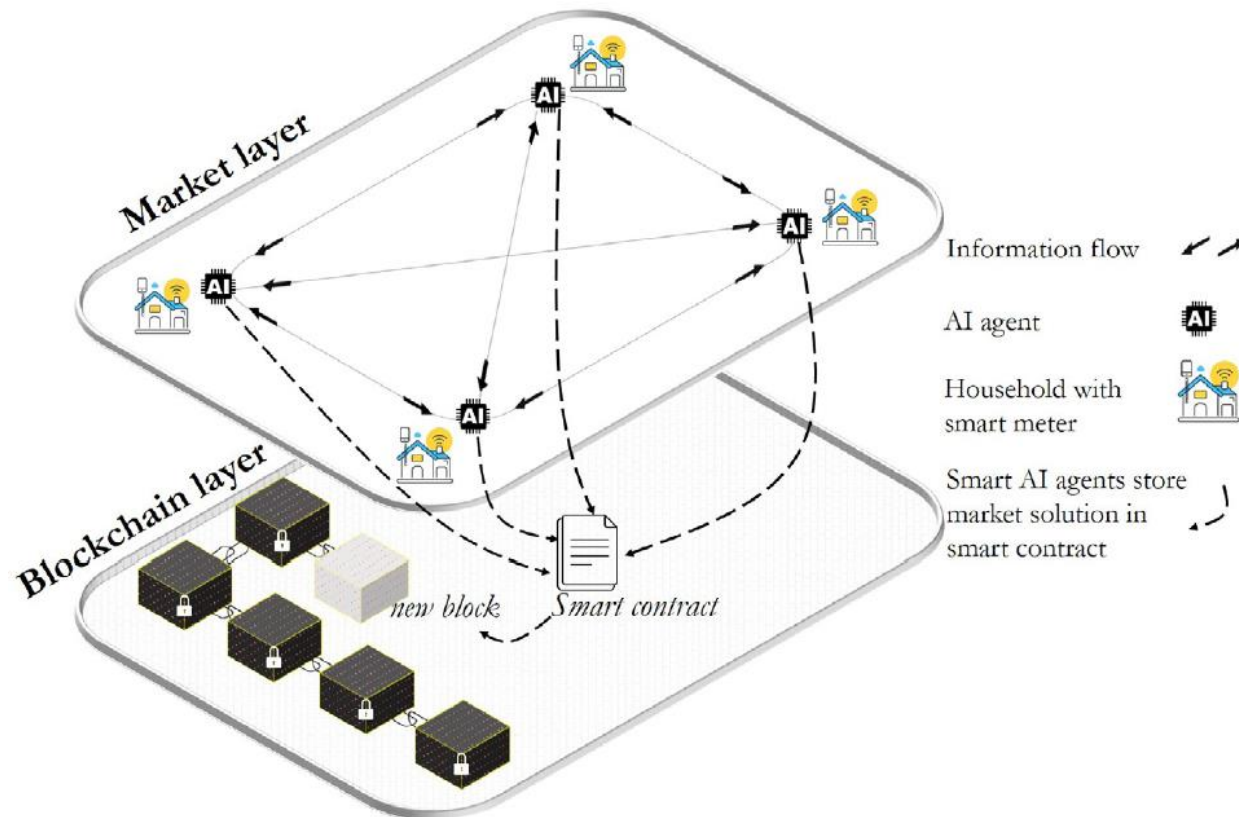 AI
Market layer
AI
AI
AI
Information flow
AI agent
AI
Household with
smart meter
Smart AI agents store
market solution in
smart contract
Blockchain layer
new block
Smart contract